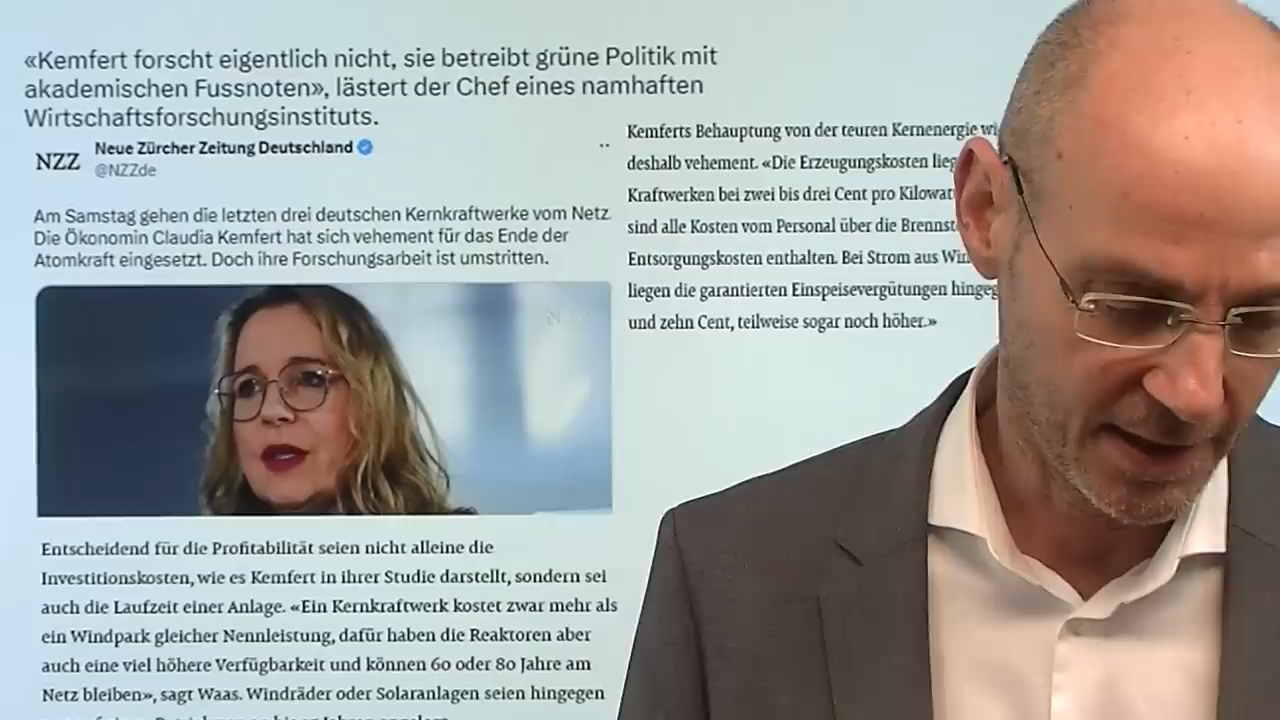 «Kemfert forscht eigentlich nicht, sie betreibt grüne Politik mit
akademischen Fussnoten», lästert der Chef eines namhaften
Wirtschaftsforschungsinstituts.
NZZ
Neue Zürcher Zeitung Deutschland
@NZZde
Am Samstag gehen die letzten drei deutschen Kernkraftwerke vom Netz
Die Ökonomin Claudia Kemfert hat sich vehement für das Ende der
Atomkraft eingesetzt. Doch ihre Forschungsarbeit ist umstritten.
Entscheidend für die Profitabilität seien nicht alleine die
Investitionskosten, wie es Kemfert in ihrer Studie darstellt, sondern sei
auch die Laufzeit einer Anlage. «Ein Kernkraftwerk kostet zwar mehr als
ein Windpark gleicher Nennleistung, dafür haben die Reaktoren aber
auch eine viel höhere Verfügbarkeit und können 60 oder 80 Jahre am
Netz bleiben», sagt Waas. Windräder oder Solaranlagen seien hingegen
Kemferts Behauptung von der teuren Kernenergie
deshalb vehement. «Die Erzeugungskosten
Kraftwerken bei zwei bis drei Cent pro
sind alle Kosten vom Personal über die
Entsorgungskosten enthalten. Bei Strom aus
liegen die garantierten Einspeisevergütungen
und zehn Cent, teilweise sogar noch höher.»